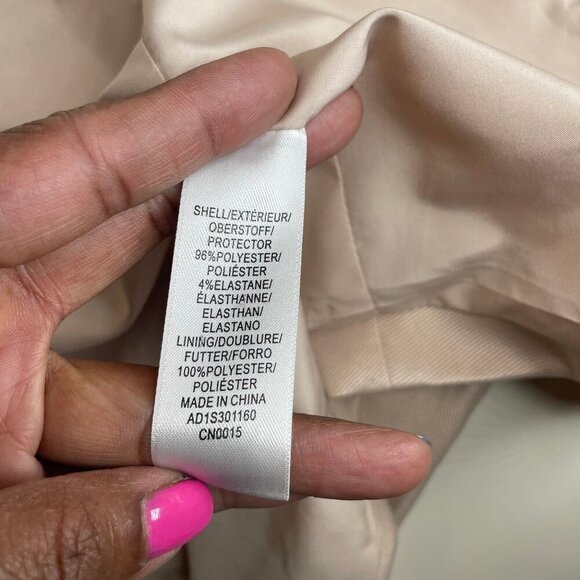 SHELL/EXTÉRIEUR/
OBERSTOFF/
PROTECTOR
96%POLYESTER/
POLIÉSTER
4%ELASTANE/
ÉLASTHANNE/
ELASTHAN/
ELASTANO
LINING/DOUBLURE/
FUTTER/FORRO
100%POLYESTER/
POLIÉSTER
MADE IN CHINA
AD1S301160
CN0015